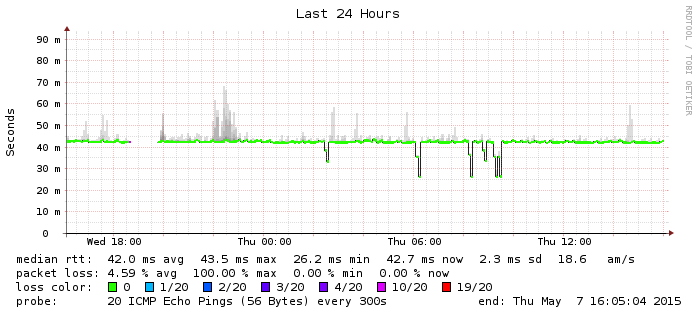 Last 24 Hours
RRDTOOL / TOBI OETIKER
Seconds
90 m
80 m
70 m
60 m
50 m
40 m
30 m
20 m
10 m
0
Wed 18:00 Thu 00:00 Thu 06:00 Thu 12:00
median rtt: 42.0 ms avg 43.5 ms max 26.2 ms min 42.7 ms now 2.3 ms sd 18.6 am/s
packet loss: 4.59 % avg 100.00 % max 0.00 % min 0.00 % now
loss color: 0 1/20 2/20 3/20 4/20 10/20 19/20
probe: 20 ICMP Echo Pings (56 Bytes) every 300s end: Thu May 7 16:05:04 2015